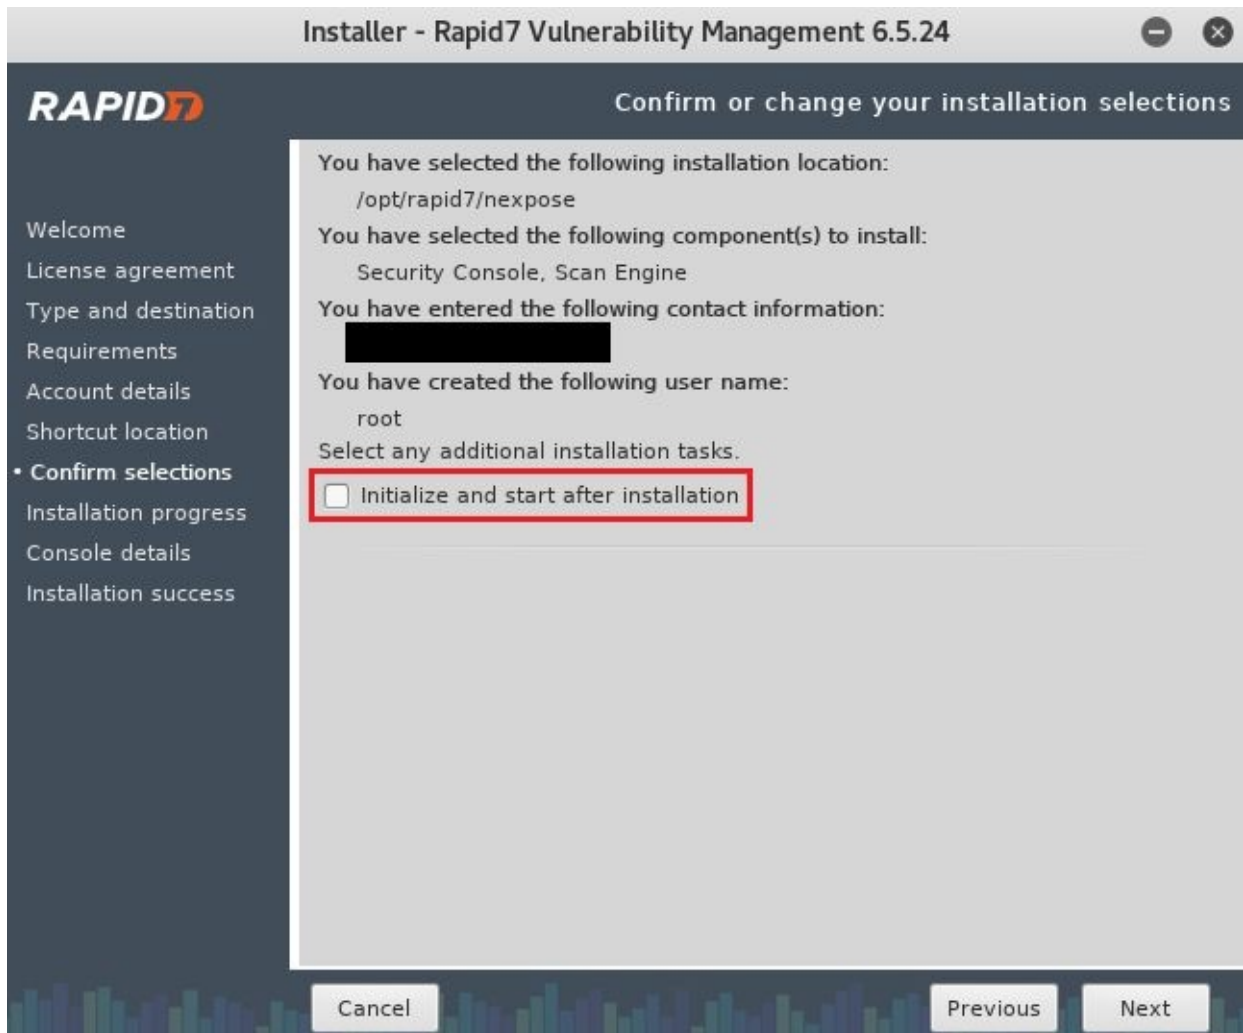 Installer - Rapid7 Vulnerability Management 6.5.24
RAPID7
Confirm or change your installation selections
Welcome
License agreement
Type and destination
Requirements
Account details
Shortcut location
• Confirm selections
Installation progress
Console details
Installation success
You have selected the following installation location:
/opt/rapid7/nexpose
You have selected the following component(s) to install:
Security Console, Scan Engine
You have entered the following contact information:
You have created the following user name:
root
Select any additional installation tasks.
Initialize and start after installation
Cancel
Previous
Next